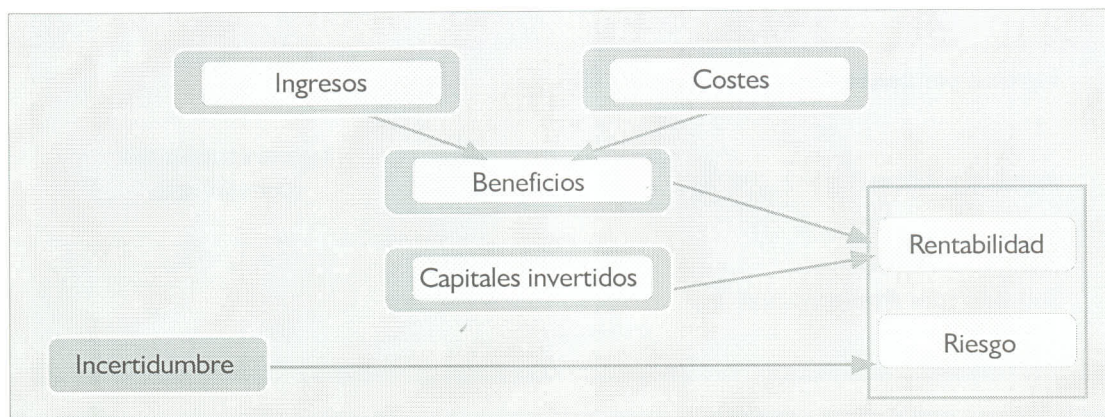 Ingresos
Costes
Beneficios
Capitales invertidos
Rentabilidad
Riesgo
Incertidumbre